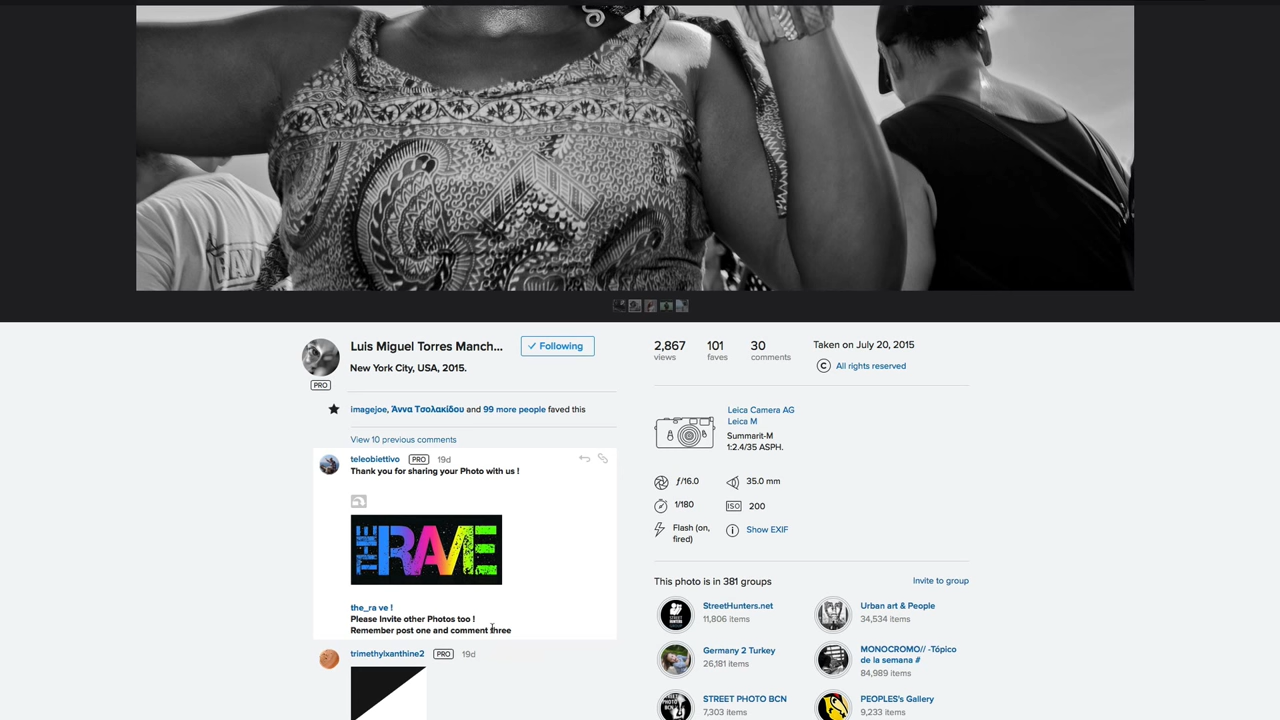 Luis Miguel Torres Manch...
Following
New York City, USA, 2015.
PRO
imagejoe, Άννα Τσολακίδου and 99 more people faved this
View 10 previous comments
teleobiettivo PRO 19d
Thank you for sharing your Photo with us !
THE RAVE
the_ra ve !
Please Invite other Photos too !
Remember post one and comment three
trimethylxanthine2 PRO 19d
2,867 views
101 faves
30 comments
Taken on July 20, 2015
All rights reserved
Leica Camera AG
Leica M
Summarit-M
1:2.4/35 ASPH.
ƒ/16.0
35.0 mm
1/180
ISO 200
Flash (on,
fired)
Show EXIF
This photo is in 381 groups
Invite to group
StreetHunters.net
11,806 items
Urban art & People
34,534 items
Germany 2 Turkey
26,181 items
MONOCROMO// -Tópico
de la semana #
84,989 items
STREET PHOTO BCN
7,303 items
PEOPLES's Gallery
9,233 items